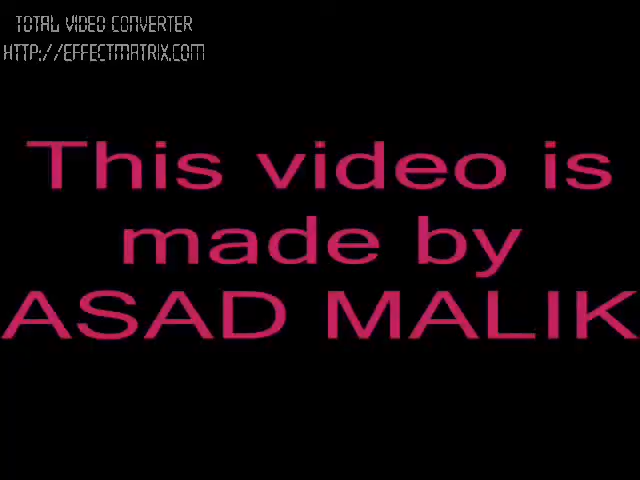 TOTAL VIDEO CONVERTER
HTTP://EFFECTMATRIX.COM
This video is
made by
ASAD MALIK